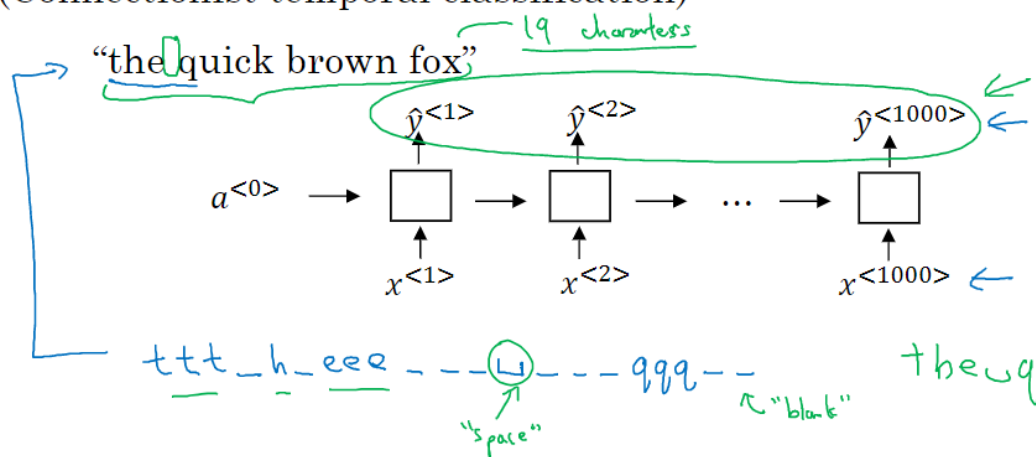 (Connectionist temporal classification)
19 characters
“the quick brown fox”
ŷ<1> ŷ<2> ŷ<1000>
a<0> ...
x<1> x<2> x<1000>
ttt_h_eee___⊔___qqq__ the⊔q
"blank"
"space"